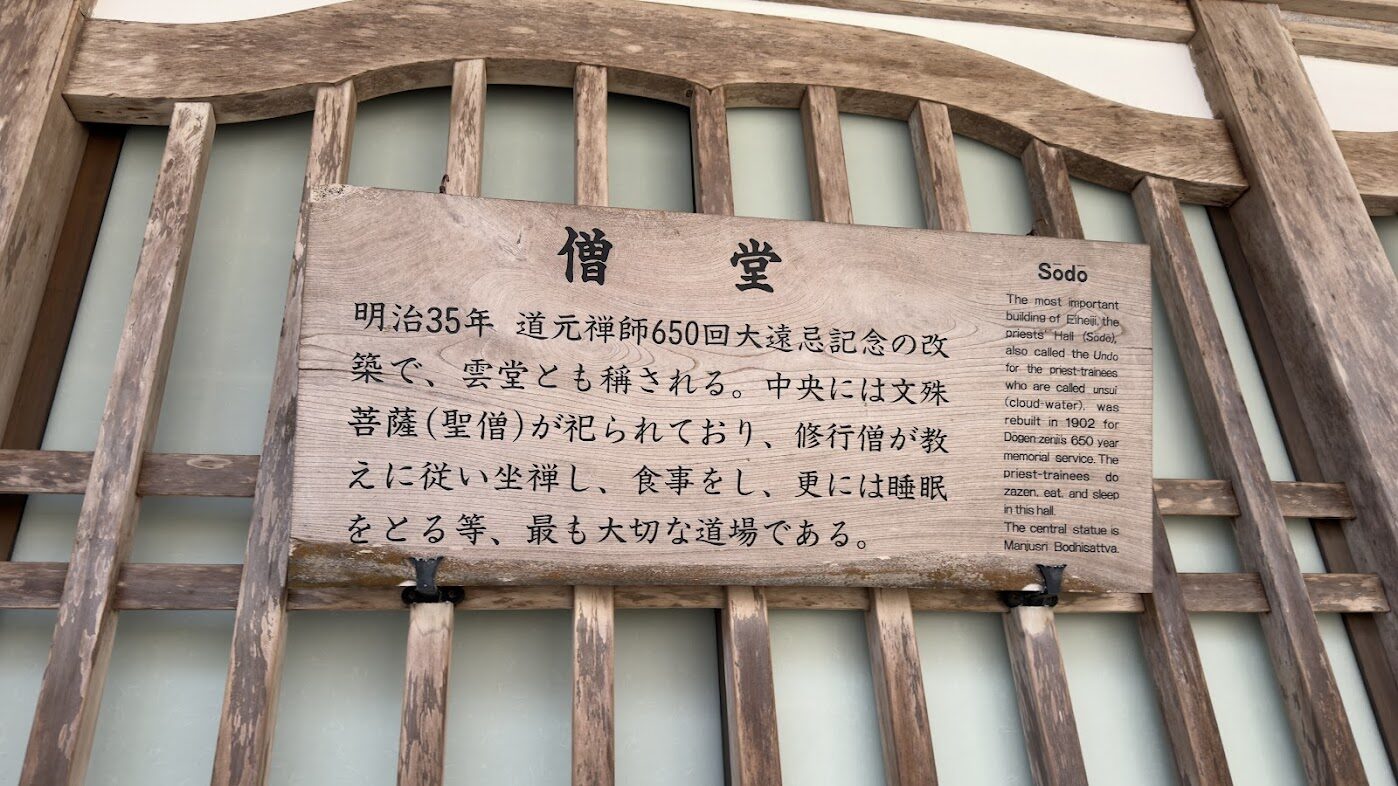 僧堂
明治35年 道元禅師650回大遠忌記念の改
築で、雲堂とも稱される。中央には文殊
菩薩(聖僧)が祀られており、修行僧が教
えに従い坐禅し、食事をし、更には睡眠
をとる等、最も大切な道場である。
Sōdō
The most important
building of Eiheiji, the
priests' Hall (Sodo),
also called the Undo
for the priest-trainees
who are called unsui
(cloud-water), was
rebuilt in 1902 for
Dogen-zenji's 650 year
memorial service. The
priest-trainees do
zazen, eat, and sleep
in this hall.
The central statue is
Manjusri Bodhisattva.